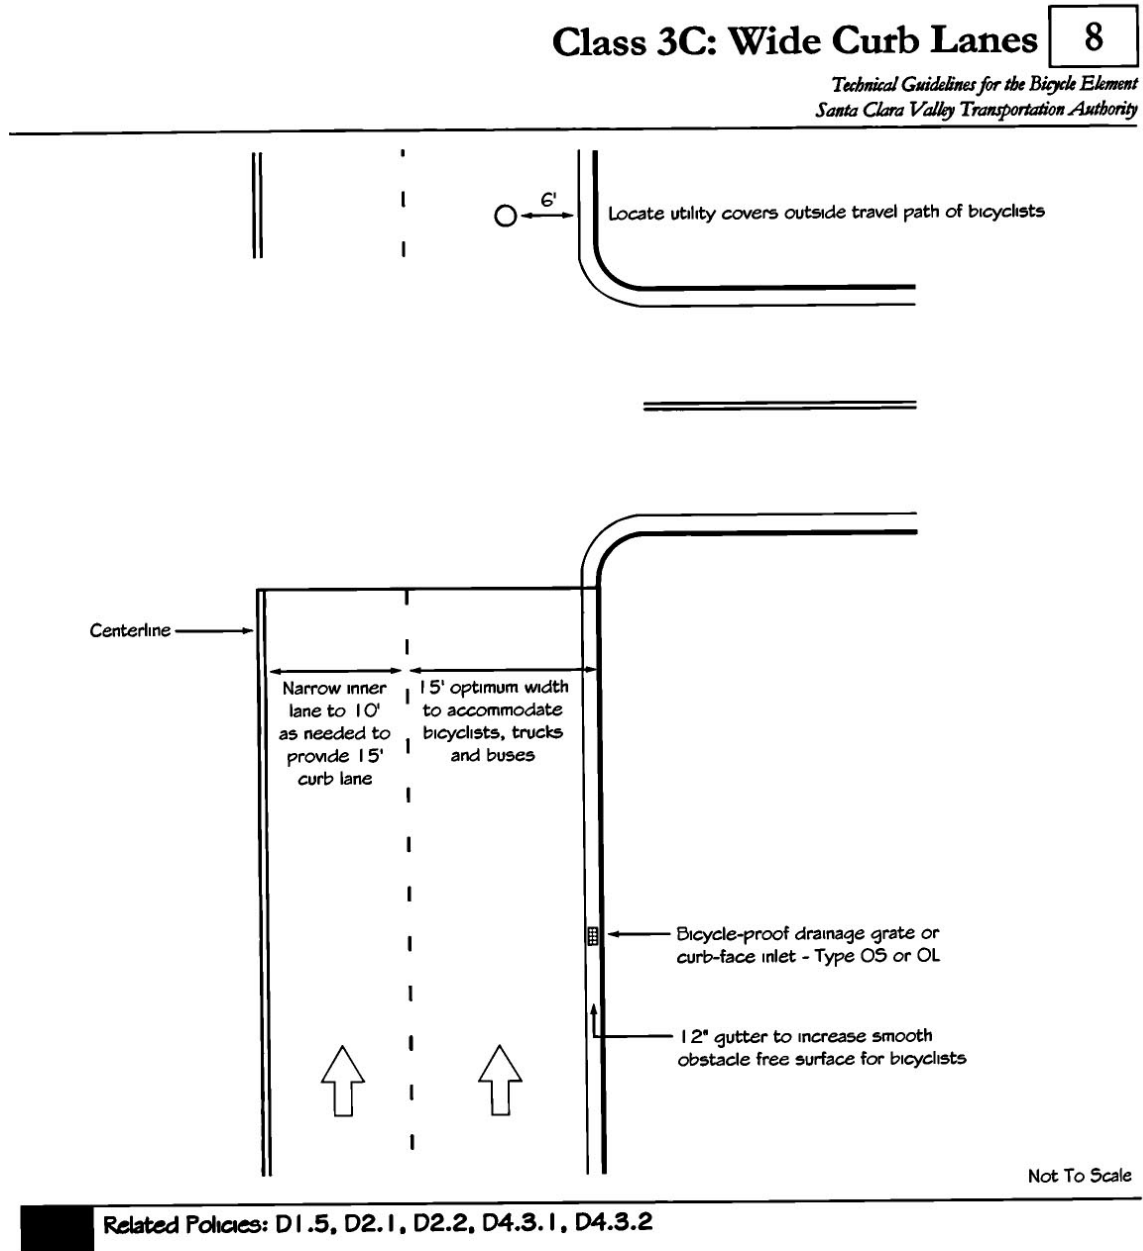 Class 3C: Wide Curb Lanes
8
Technical Guidelines for the Bicycle Element
Santa Clara Valley Transportation Authority
6'
Locate utility covers outside travel path of bicyclists
Centerline
Narrow inner
lane to 10'
as needed to
provide 15'
curb lane
15' optimum width
to accommodate
bicyclists, trucks
and buses
Bicycle-proof drainage grate or
curb-face inlet - Type OS or OL
12" gutter to increase smooth
obstacle free surface for bicyclists
Not To Scale
Related Policies: D1.5, D2.1, D2.2, D4.3.1, D4.3.2